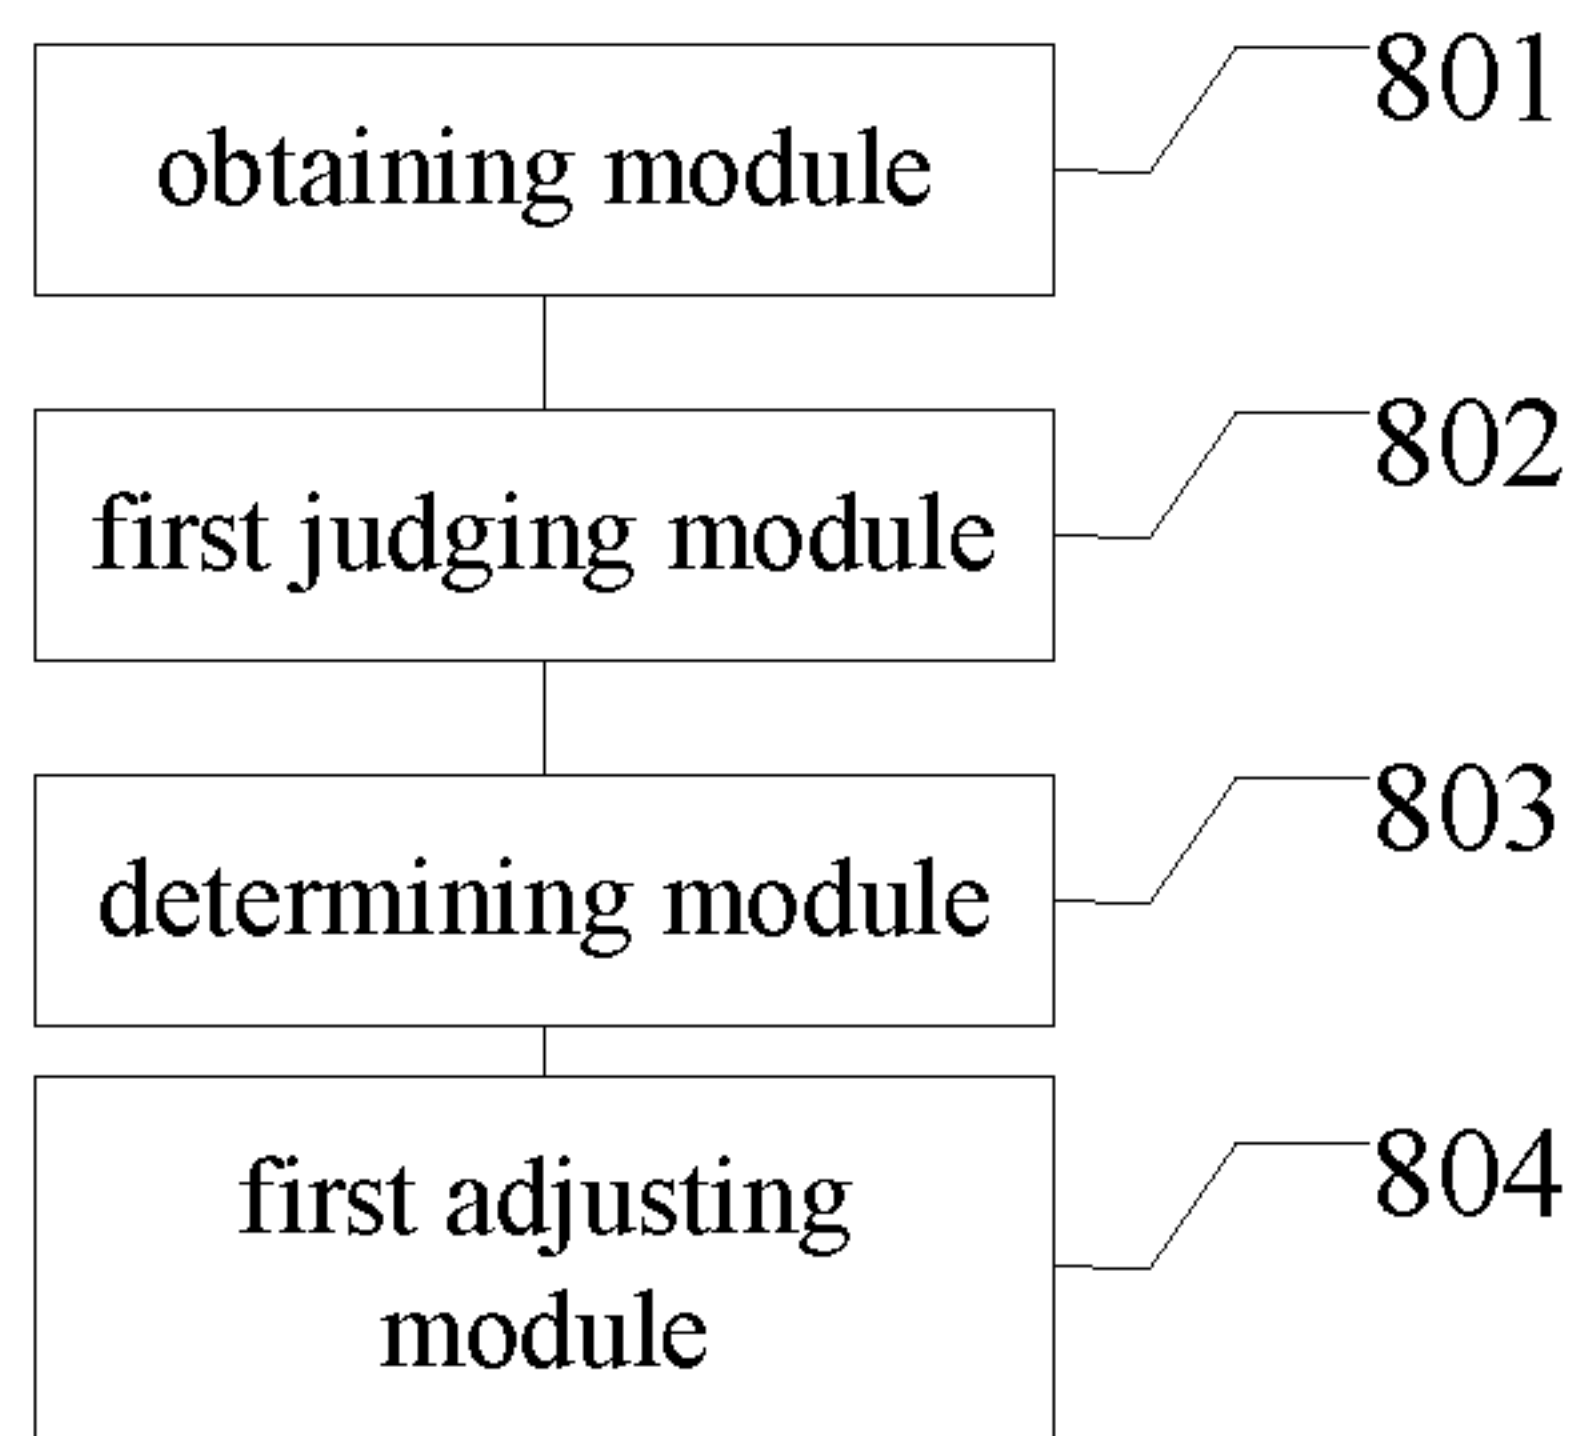 obtaining module
801
first judging module
802
determining module
803
first adjusting
module
804